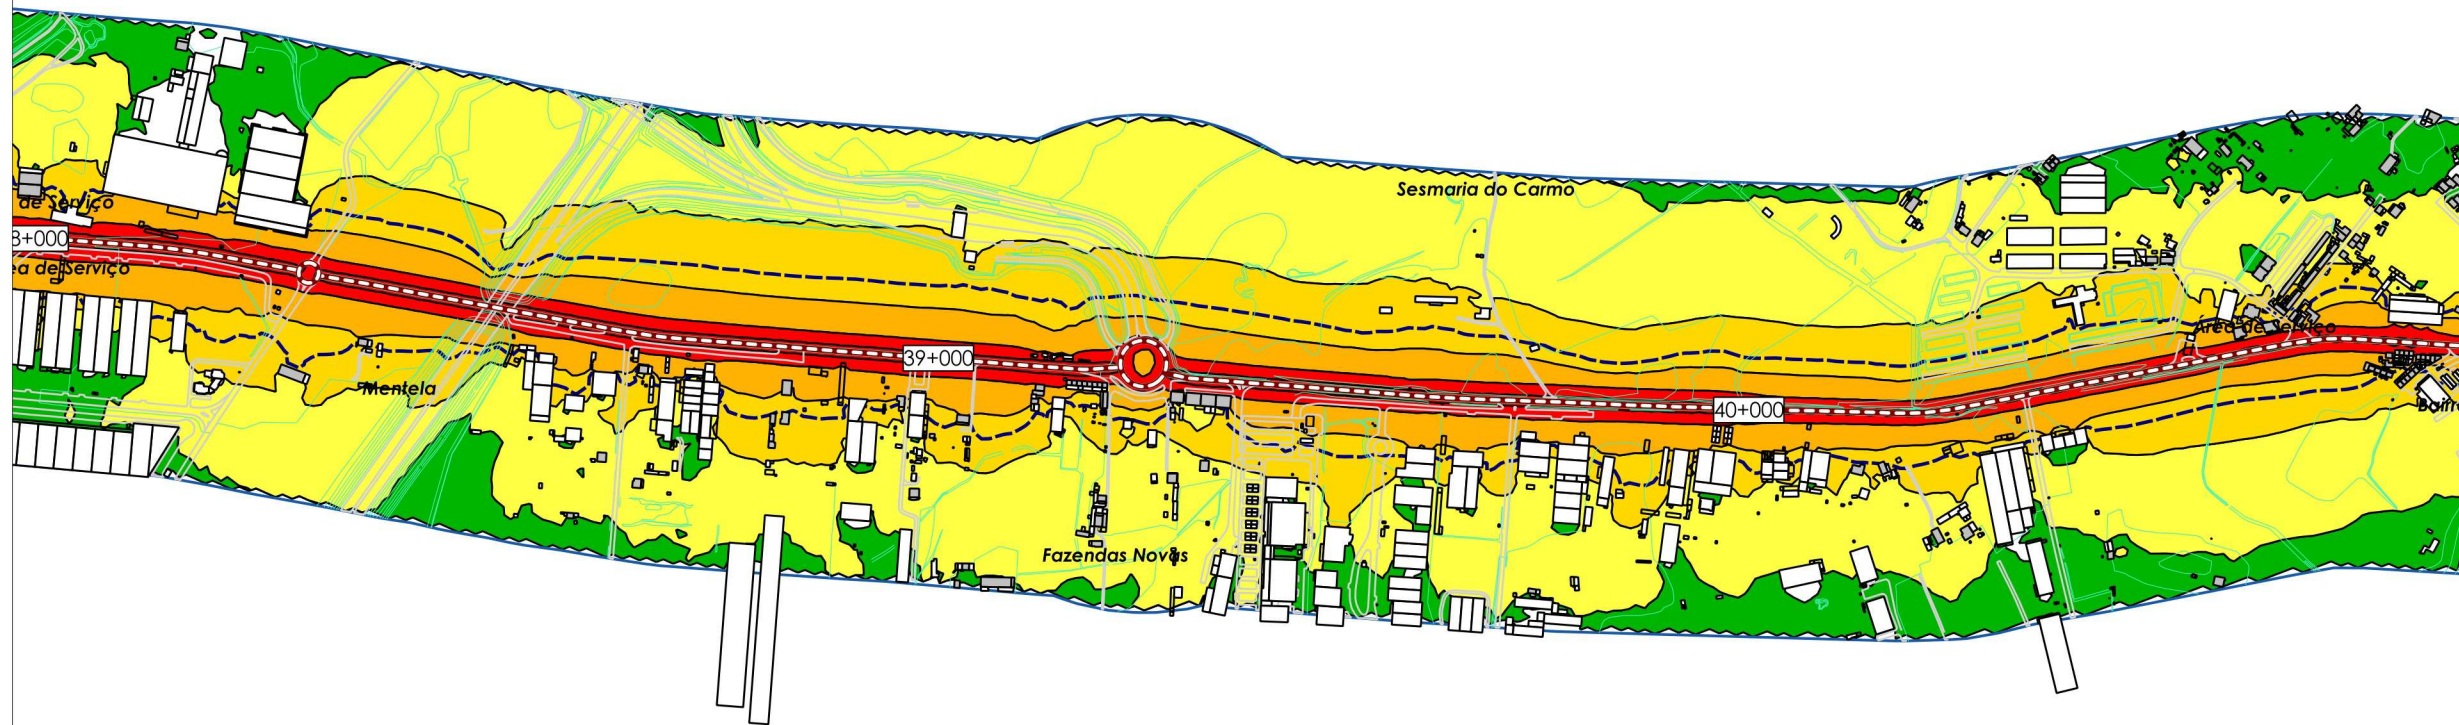 Sesmaria do Carmo
de Serviço
8+000
ea de Serviço
Área de Serviço
39+000
Mentela
40+000
Bairr
Fazendas Novas